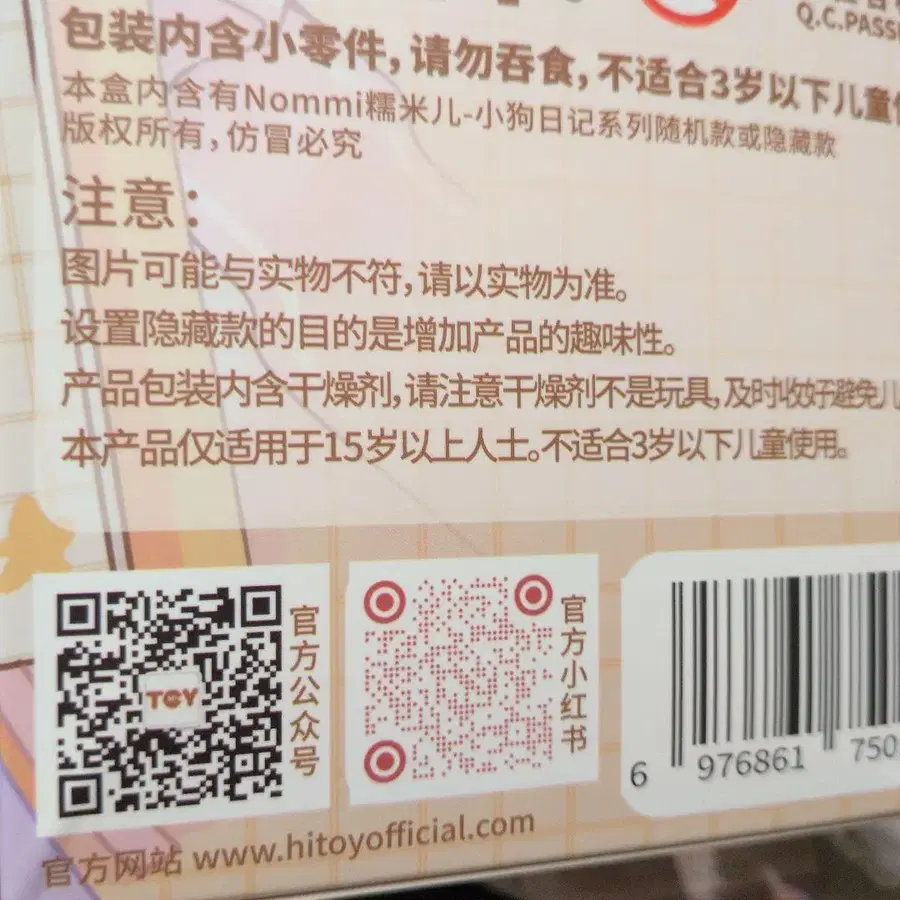 Q.C.PASS
包装内含小零件，请勿吞食，不适合3岁以下儿童
本盒内含有Nommi糯米儿-小狗日记系列随机款或隐藏款
版权所有，仿冒必究
注意：
图片可能与实物不符，请以实物为准。
设置隐藏款的目的是增加产品的趣味性。
产品包装内含干燥剂，请注意干燥剂不是玩具，及时收好避免儿
本产品仅适用于15岁以上人士。不适合3岁以下儿童使用。
TOY
官方公众号
官方小红书
6 976861 750
官方网站 www.hitoyofficial.com